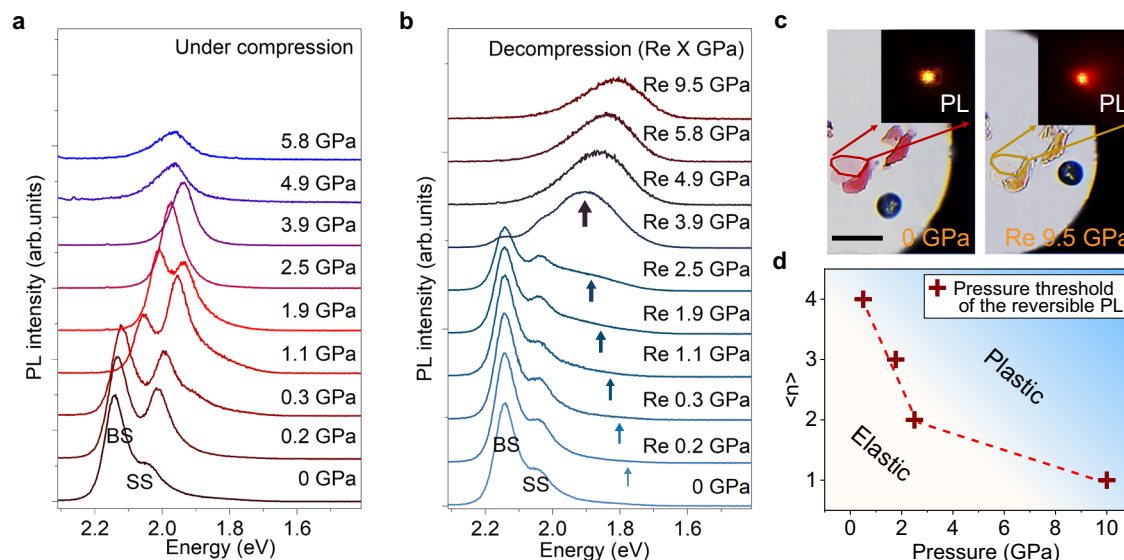 a
Under compression
5.8 GPa
4.9 GPa
3.9 GPa
2.5 GPa
1.9 GPa
1.1 GPa
0.3 GPa
0.2 GPa
0 GPa
BS
SS
PL intensity (arb.units)
2.2 2.0 1.8 1.6
Energy (eV)
b
Decompression (Re X GPa)
Re 9.5 GPa
Re 5.8 GPa
Re 4.9 GPa
Re 3.9 GPa
Re 2.5 GPa
Re 1.9 GPa
Re 1.1 GPa
Re 0.3 GPa
Re 0.2 GPa
0 GPa
BS
SS
PL intensity (arb.units)
2.2 2.0 1.8 1.6
Energy (eV)
c
PL
0 GPa
PL
Re 9.5 GPa
d
Pressure threshold
of the reversible PL
Plastic
Elastic
<n>
4
3
2
1
0 2 4 6 8 10
Pressure (GPa)